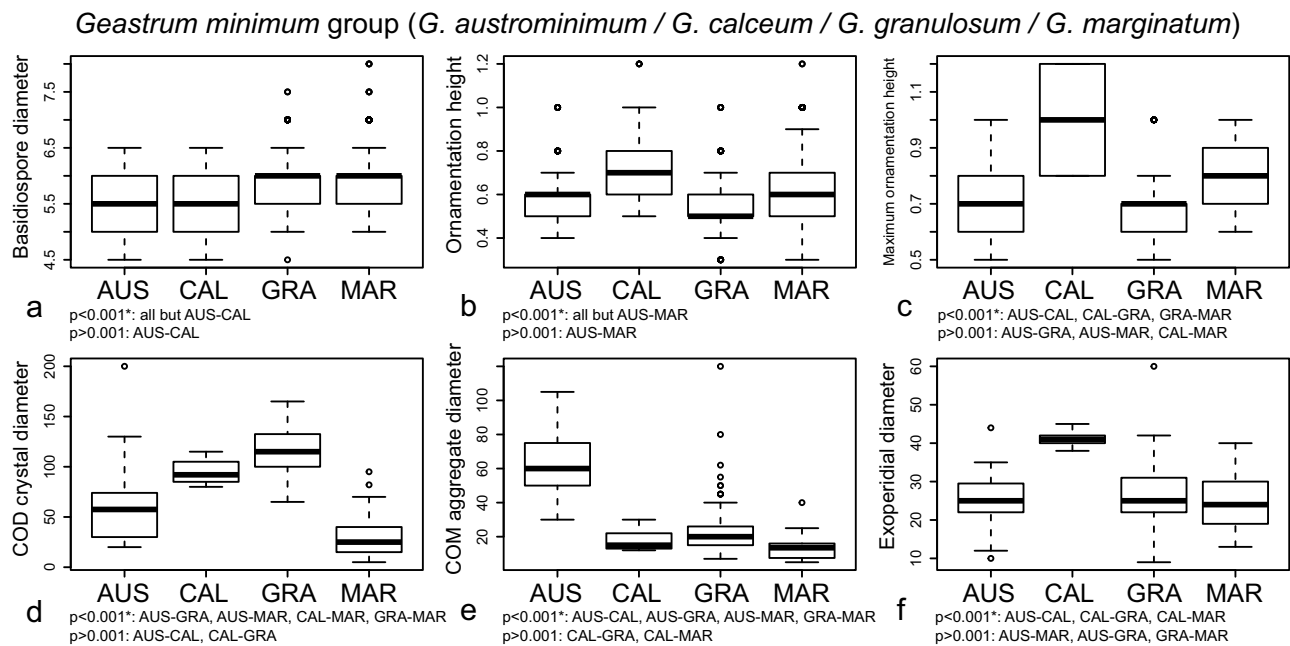 Geastrum minimum group (G. austrominimum / G. calceum / G. granulosum / G. marginatum)
Basidiospore diameter
4.5 5.5 6.5 7.5
AUS CAL GRA MAR
a
p<0.001*: all but AUS-CAL
p>0.001: AUS-CAL
Ornamentation height
0.4 0.6 0.8 1.0 1.2
AUS CAL GRA MAR
b
p<0.001*: all but AUS-MAR
p>0.001: AUS-MAR
Maximum ornamentation height
0.5 0.7 0.9 1.1
AUS CAL GRA MAR
c
p<0.001*: AUS-CAL, CAL-GRA, GRA-MAR
p>0.001: AUS-GRA, AUS-MAR, CAL-MAR
COD crystal diameter
0 50 100 150 200
AUS CAL GRA MAR
d
p<0.001*: AUS-GRA, AUS-MAR, CAL-MAR, GRA-MAR
p>0.001: AUS-CAL, CAL-GRA
COM aggregate diameter
20 40 60 80 100
AUS CAL GRA MAR
e
p<0.001*: AUS-CAL, AUS-GRA, AUS-MAR, GRA-MAR
p>0.001: CAL-GRA, CAL-MAR
Exoperidial diameter
10 20 30 40 50 60
AUS CAL GRA MAR
f
p<0.001*: AUS-CAL, CAL-GRA, CAL-MAR
p>0.001: AUS-MAR, AUS-GRA, GRA-MAR